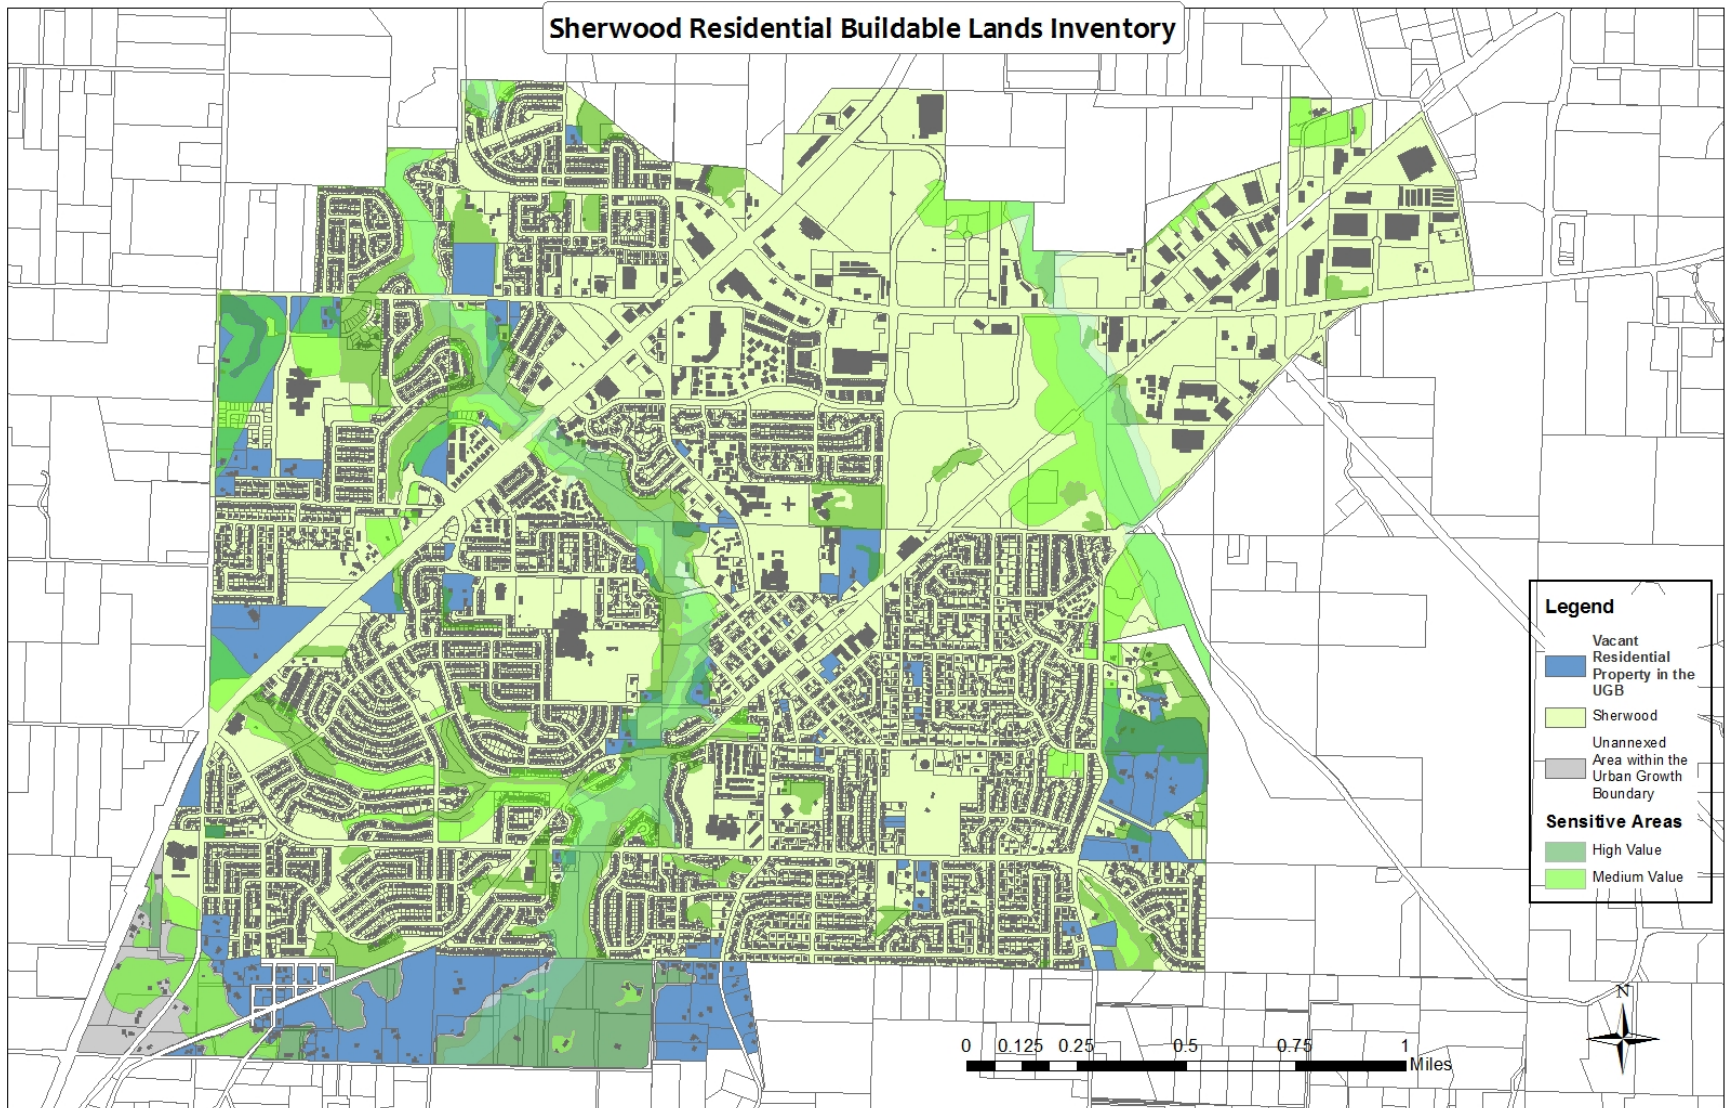 Sherwood Residential Buildable Lands Inventory
Legend
Vacant
Residential
Property in the
UGB
Sherwood
Unannexed
Area within the
Urban Growth
Boundary
Sensitive Areas
High Value
Medium Value
N
0 0.125 0.25 0.5 0.75 1
Miles